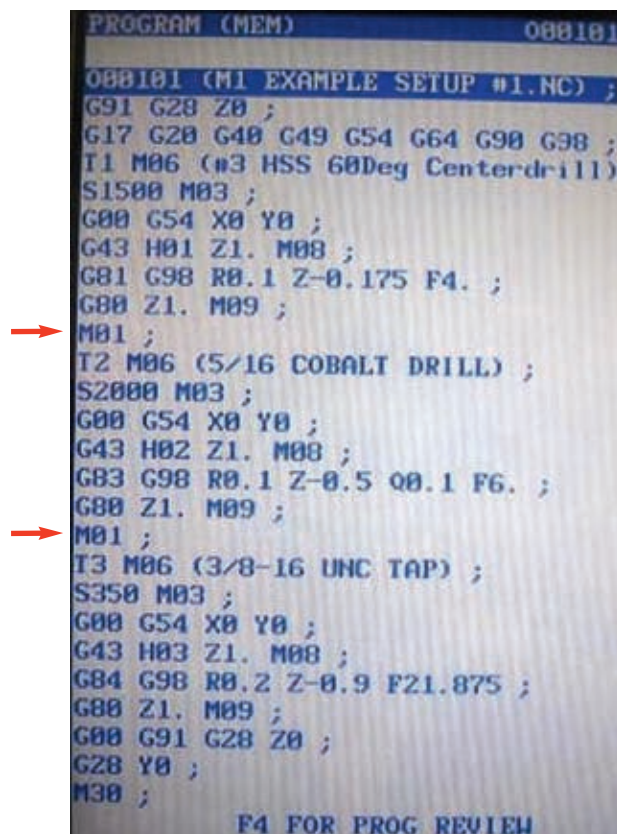 PROGRAM (MEM) O00101
O00101 (M1 EXAMPLE SETUP #1.NC) ;
G91 G28 Z0 ;
G17 G20 G40 G49 G54 G64 G90 G98 ;
T1 M06 (#3 HSS 60Deg Centerdrill)
S1500 M03 ;
G00 G54 X0 Y0 ;
G43 H01 Z1. M08 ;
G81 G98 R0.1 Z-0.175 F4. ;
G80 Z1. M09 ;
M01 ;
T2 M06 (5/16 COBALT DRILL) ;
S2000 M03 ;
G00 G54 X0 Y0 ;
G43 H02 Z1. M08 ;
G83 G98 R0.1 Z-0.5 Q0.1 F6. ;
G80 Z1. M09 ;
M01 ;
T3 M06 (3/8-16 UNC TAP) ;
S350 M03 ;
G00 G54 X0 Y0 ;
G43 H03 Z1. M08 ;
G84 G98 R0.2 Z-0.9 F21.875 ;
G80 Z1. M09 ;
G00 G91 G28 Z0 ;
G28 Y0 ;
M30 ;
F4 FOR PROG REVIEW